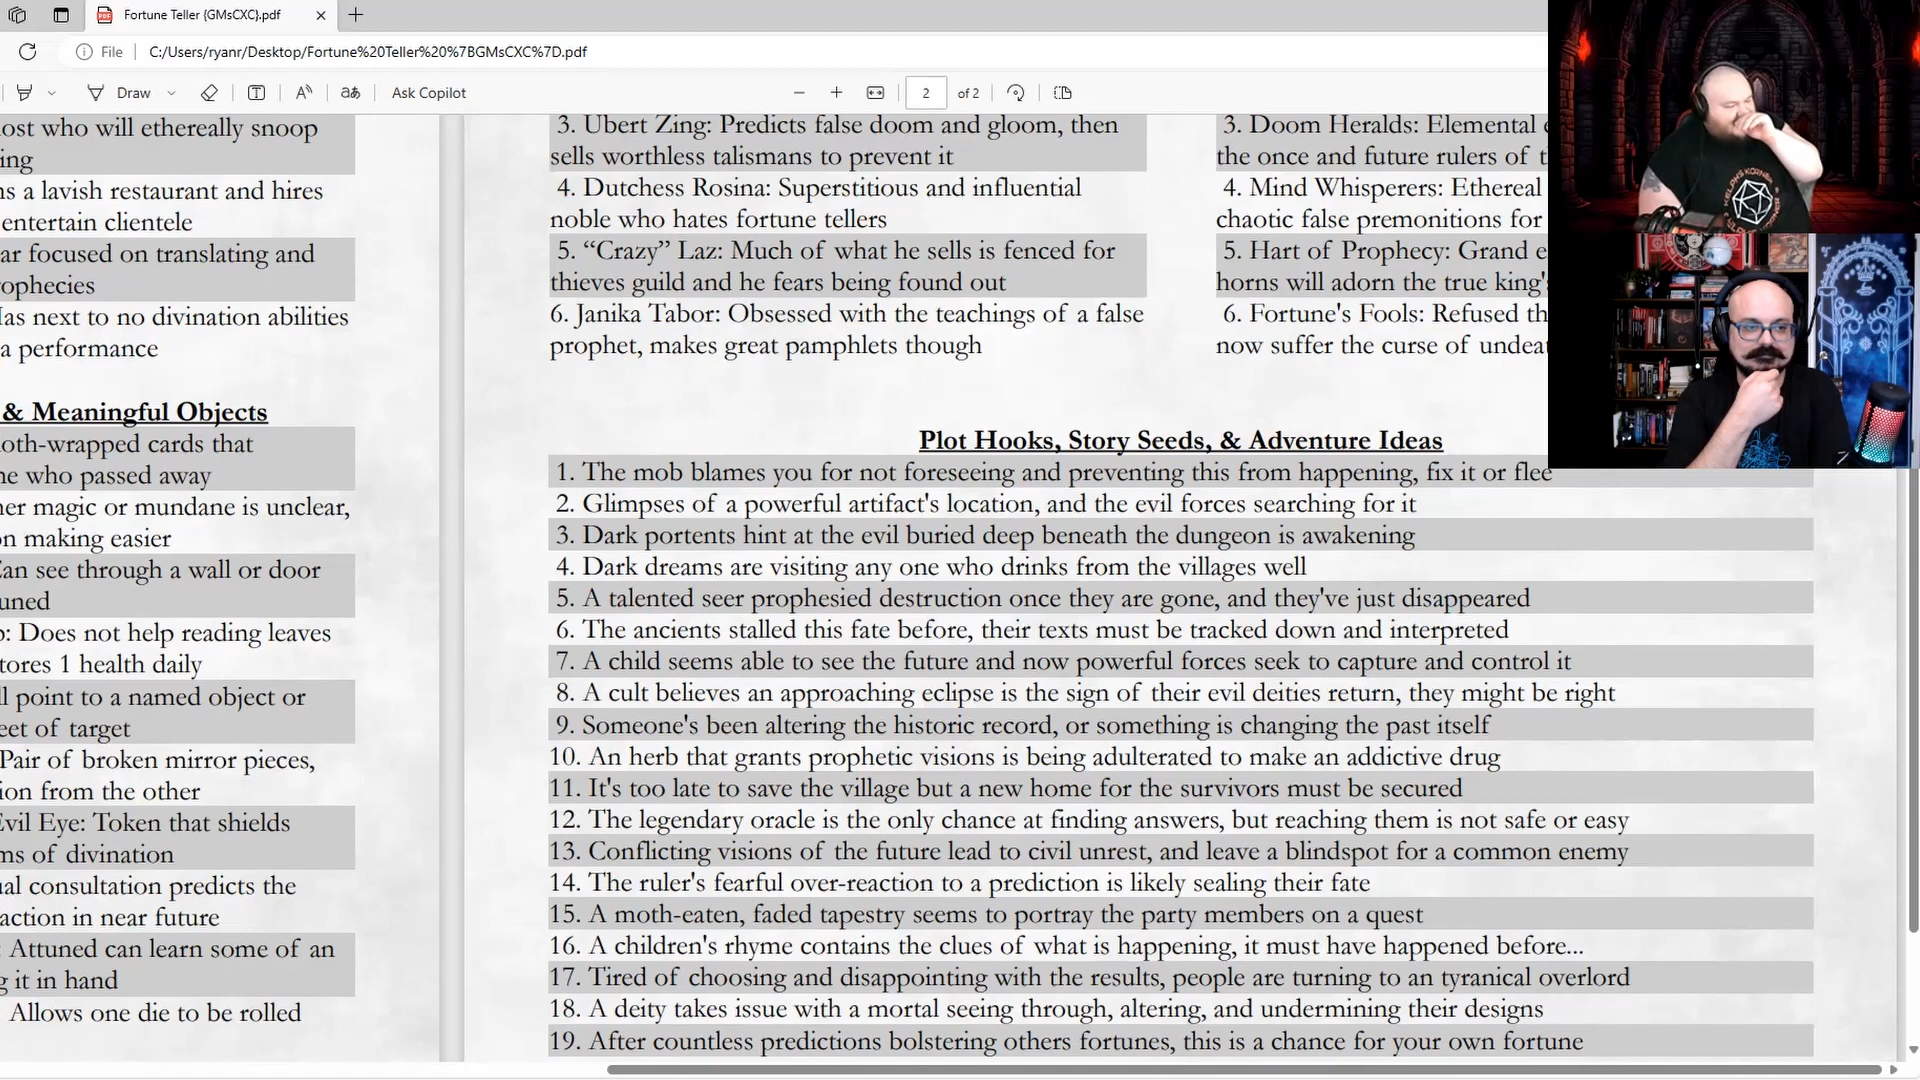 Fortune Teller {GMsCXC}.pdf
File
C:/Users/ryanr/Desktop/Fortune%20Teller%20%7BGMsCXC%7D.pdf
Draw
Ask Copilot
2
of 2
ost who will ethereally snoop
ing
ns a lavish restaurant and hires
entertain clientele
ar focused on translating and
ophecies
Has next to no divination abilities
a performance
& Meaningful Objects
oth-wrapped cards that
ne who passed away
her magic or mundane is unclear,
on making easier
Can see through a wall or door
uned
p: Does not help reading leaves
tores 1 health daily
ll point to a named object or
eet of target
Pair of broken mirror pieces,
ion from the other
Evil Eye: Token that shields
ms of divination
ual consultation predicts the
action in near future
: Attuned can learn some of an
g it in hand
Allows one die to be rolled
3. Ubert Zing: Predicts false doom and gloom, then
sells worthless talismans to prevent it
4. Dutchess Rosina: Superstitious and influential
noble who hates fortune tellers
5. “Crazy” Laz: Much of what he sells is fenced for
thieves guild and he fears being found out
6. Janika Tabor: Obsessed with the teachings of a false
prophet, makes great pamphlets though
3. Doom Heralds: Elemental
the once and future rulers of
4. Mind Whisperers: Ethereal
chaotic false premonitions for
5. Hart of Prophecy: Grand
horns will adorn the true king's
6. Fortune's Fools: Refused
now suffer the curse of
Plot Hooks, Story Seeds, & Adventure Ideas
1. The mob blames you for not foreseeing and preventing this from happening, fix it or flee
2. Glimpses of a powerful artifact's location, and the evil forces searching for it
3. Dark portents hint at the evil buried deep beneath the dungeon is awakening
4. Dark dreams are visiting any one who drinks from the villages well
5. A talented seer prophesied destruction once they are gone, and they've just disappeared
6. The ancients stalled this fate before, their texts must be tracked down and interpreted
7. A child seems able to see the future and now powerful forces seek to capture and control it
8. A cult believes an approaching eclipse is the sign of their evil deities return, they might be right
9. Someone's been altering the historic record, or something is changing the past itself
10. An herb that grants prophetic visions is being adulterated to make an addictive drug
11. It's too late to save the village but a new home for the survivors must be secured
12. The legendary oracle is the only chance at finding answers, but reaching them is not safe or easy
13. Conflicting visions of the future lead to civil unrest, and leave a blindspot for a common enemy
14. The ruler's fearful over-reaction to a prediction is likely sealing their fate
15. A moth-eaten, faded tapestry seems to portray the party members on a quest
16. A children's rhyme contains the clues of what is happening, it must have happened before...
17. Tired of choosing and disappointing with the results, people are turning to an tyranical overlord
18. A deity takes issue with a mortal seeing through, altering, and undermining their designs
19. After countless predictions bolstering others fortunes, this is a chance for your own fortune